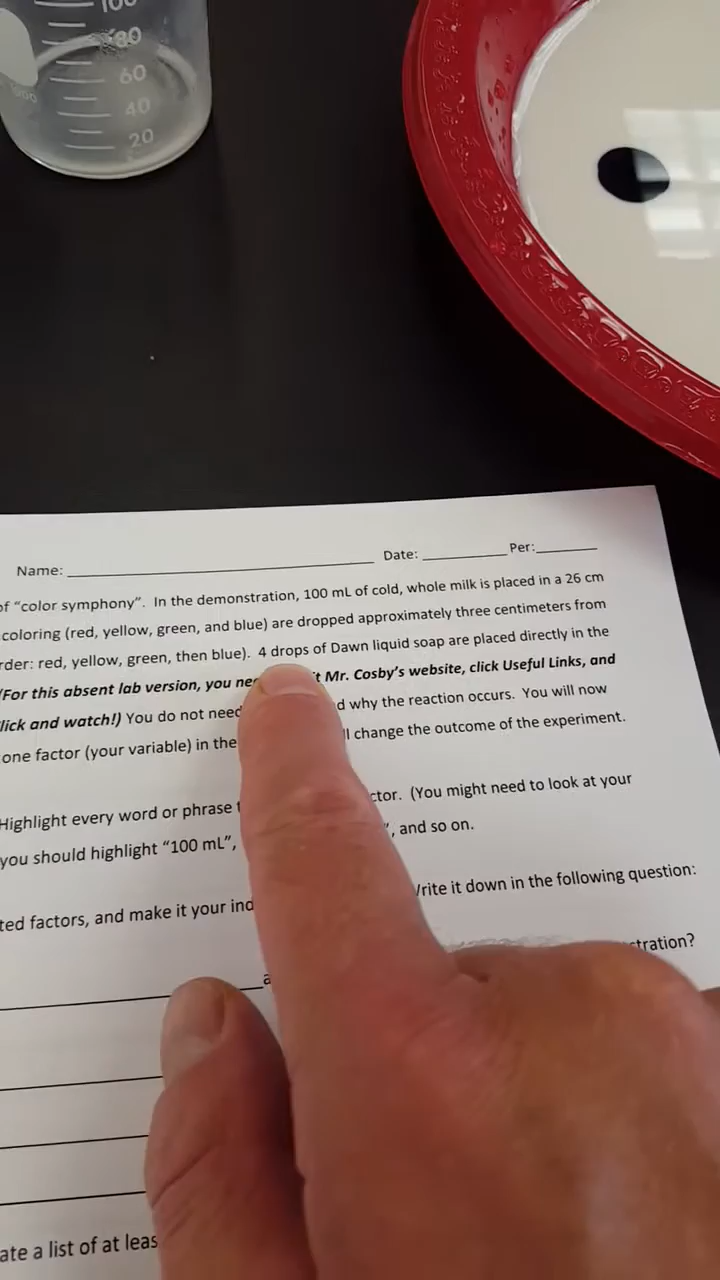 100
80
60
40
20
Name: Date: Per:
of "color symphony". In the demonstration, 100 mL of cold, whole milk is placed in a 26 cm
coloring (red, yellow, green, and blue) are dropped approximately three centimeters from
rder: red, yellow, green, then blue). 4 drops of Dawn liquid soap are placed directly in the
(For this absent lab version, you Mr. Cosby's website, click Useful Links, and
lick and watch!) You do not need why the reaction occurs. You will now
one factor (your variable) in the change the outcome of the experiment.
Highlight every word or phrase ctor. (You might need to look at your
you should highlight "100 mL", ", and so on.
ted factors, and make it your ind Write it down in the following question:
a tration?
ate a list of at leas